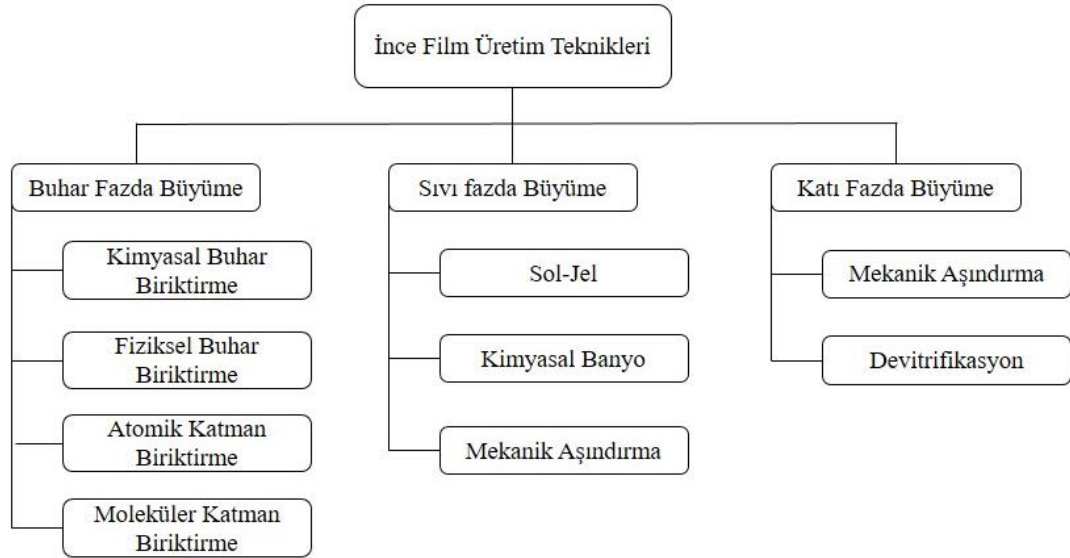 İnce Film Üretim Teknikleri
Buhar Fazda Büyüme
Kimyasal Buhar
Biriktirme
Fiziksel Buhar
Biriktirme
Atomik Katman
Biriktirme
Moleküler Katman
Biriktirme
Sıvı fazda Büyüme
Sol-Jel
Kimyasal Banyo
Mekanik Aşındırma
Katı Fazda Büyüme
Mekanik Aşındırma
Devitrifikasyon